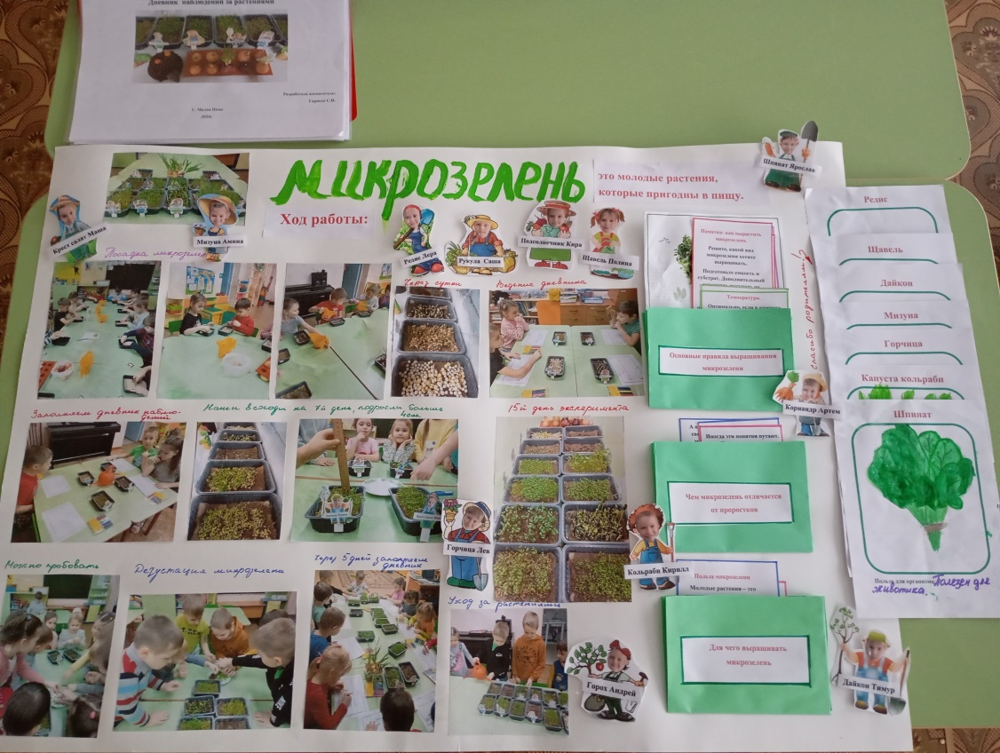 Дневник наблюдений за растениями
Разработала воспитатель:
2023г.
МИКРОЗЕЛЕНЬ
это молодые растения,
которые пригодны в пищу.
Ход работы:
Шпинат Ярослав
Кресс салат Маша
Мизуна Амина
Редис Лера
Рукула Саша
Подсолнечник Кира
Щавель Полина
Посадка микрозелени
Через сутки
Ведение дневника
Памятка: как вырастить
микрозелень
Решите, какой вид
микрозелени хотите
выращивать.
Подготовьте емкость и
субстрат. Дополнительный
Температура.
Оптимально, если в комнате
Основные правила выращивания
микрозелени
спасибо родителям!
Кориандр Артем
Редис
Щавель
Дайкон
Мизуна
Горчица
Капуста кольраби
Шпинат
Польза для организма Полезен для
животика.
Заполняем дневник наблю-
дений
Наши всходы на 7й день, подросли больше
4см
15й день эксперимента
Иногда эти понятия путают.
Чем микрозелень отличается
от проростков
Горчица Лев
Кольраби Кирилл
Можно пробовать
Дегустация микрозелени
Через 5 дней заполняем
дневник
Уход за растениями
Польза микрозелени
Молодые растения – это
Для чего выращивать
микрозелень
Горох Андрей
Дайкон Тимур